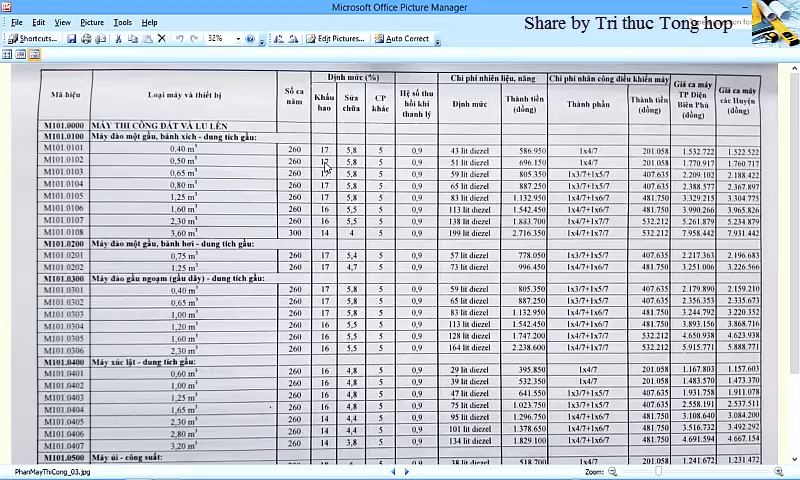 Microsoft Office Picture Manager
File Edit View Picture Tools Help
Share by Tri thuc Tong hop
Shortcuts... 32% Edit Pictures... Auto Correct
Mã hiệu Loại máy và thiết bị Số ca năm Định mức (%) Khấu hao Sửa chữa CP khác Hệ số thu hồi khi thanh lý Chi phí nhiên liệu, năng Định mức Thành tiền (đồng) Chi phí nhân công điều khiển máy Thành phần Thành tiền (đồng) Giá ca máy TP Điện Biên Phủ (đồng) Giá ca máy các Huyện (đồng)
M101.0000 MÁY THI CÔNG ĐẤT VÀ LU LÈN
M101.0100 Máy đào một gầu, bánh xích - dung tích gầu:
M101.0101 0,40 m³ 260 17 5,8 5 0,9 43 lít diezel 586.950 1x4/7 201.058 1.532.722 1.522.522
M101.0102 0,50 m³ 260 17 5,8 5 0,9 51 lít diezel 696.150 1x4/7 201.058 1.770.917 1.760.717
M101.0103 0,65 m³ 260 17 5,8 5 0,9 59 lít diezel 805.350 1x3/7+1x5/7 407.635 2.209.102 2.188.422
M101.0104 0,80 m³ 260 17 5,8 5 0,9 65 lít diezel 887.250 1x3/7+1x5/7 407.635 2.388.577 2.367.897
M101.0105 1,25 m³ 260 17 5,8 5 0,9 83 lít diezel 1.132.950 1x4/7+1x6/7 481.750 3.329.215 3.304.775
M101.0106 1,60 m³ 260 16 5,5 5 0,9 113 lít diezel 1.542.450 1x4/7+1x6/7 481.750 3.990.266 3.965.826
M101.0107 2,30 m³ 260 16 5,5 5 0,9 138 lít diezel 1.883.700 1x4/7+1x7/7 532.212 5.261.879 5.234.879
M101.0108 3,60 m³ 300 14 4 5 0,9 199 lít diezel 2.716.350 1x4/7+1x7/7 532.212 7.958.442 7.931.442
M101.0200 Máy đào một gầu, bánh hơi - dung tích gầu:
M101.0201 0,75 m³ 260 17 5,4 5 0,9 57 lít diezel 778.050 1x3/7+1x5/7 407.635 2.217.363 2.196.683
M101.0202 1,25 m³ 260 17 4,7 5 0,9 73 lít diezel 996.450 1x4/7+1x6/7 481.750 3.251.006 3.226.566
M101.0300 Máy đào gầu ngoạm (gầu dây) - dung tích gầu:
M101.0301 0,40 m³ 260 17 5,8 5 0,9 59 lít diezel 805.350 1x3/7+1x5/7 407.635 2.179.890 2.159.210
M101.0302 0,65 m³ 260 17 5,8 5 0,9 65 lít diezel 887.250 1x3/7+1x5/7 407.635 2.356.353 2.335.673
M101.0303 1,00 m³ 260 17 5,8 5 0,9 83 lít diezel 1.132.950 1x4/7+1x6/7 481.750 3.244.792 3.220.352
M101.0304 1,20 m³ 260 16 5,5 5 0,9 113 lít diezel 1.542.450 1x4/7+1x6/7 481.750 3.893.156 3.868.716
M101.0305 1,60 m³ 260 16 5,5 5 0,9 128 lít diezel 1.747.200 1x4/7+1x7/7 532.212 4.650.938 4.623.938
M101.0306 2,30 m³ 260 16 5,5 5 0,9 164 lít diezel 2.238.600 1x4/7+1x7/7 532.212 5.915.771 5.888.771
M101.0400 Máy xúc lật - dung tích gầu:
M101.0401 0,60 m³ 260 16 4,8 5 0,9 29 lít diezel 395.850 1x4/7 201.058 1.167.803 1.157.603
M101.0402 1,00 m³ 260 16 4,8 5 0,9 39 lít diezel 532.350 1x4/7 201.058 1.483.570 1.473.370
M101.0403 1,25 m³ 260 16 4,8 5 0,9 47 lít diezel 641.550 1x3/7+1x5/7 407.635 1.931.758 1.911.078
M101.0404 1,65 m³ 260 16 4,8 5 0,9 75 lít diezel 1.023.750 1x3/7+1x5/7 407.635 2.558.191 2.537.511
M101.0405 2,30 m³ 260 14 4,4 5 0,9 95 lít diezel 1.296.750 1x4/7+1x6/7 481.750 3.108.640 3.084.200
M101.0406 2,80 m³ 260 14 4,4 5 0,9 101 lít diezel 1.378.650 1x4/7+1x6/7 481.750 3.516.732 3.492.292
M101.0407 3,20 m³ 260 14 3,8 5 0,9 134 lít diezel 1.829.100 1x4/7+1x6/7 481.750 4.691.594 4.667.154
M101.0500 Máy ủi - công suất:
38 lít diezel 518.700 1x4/7 201.058 1.241.672 1.231.472
PhanMayThiCong_03.jpg Zoom: